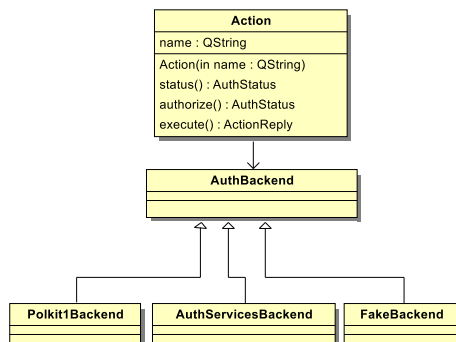 Action
name : QString
Action(in name : QString)
status() : AuthStatus
authorize() : AuthStatus
execute() : ActionReply
AuthBackend
Polkit1Backend
AuthServicesBackend
FakeBackend